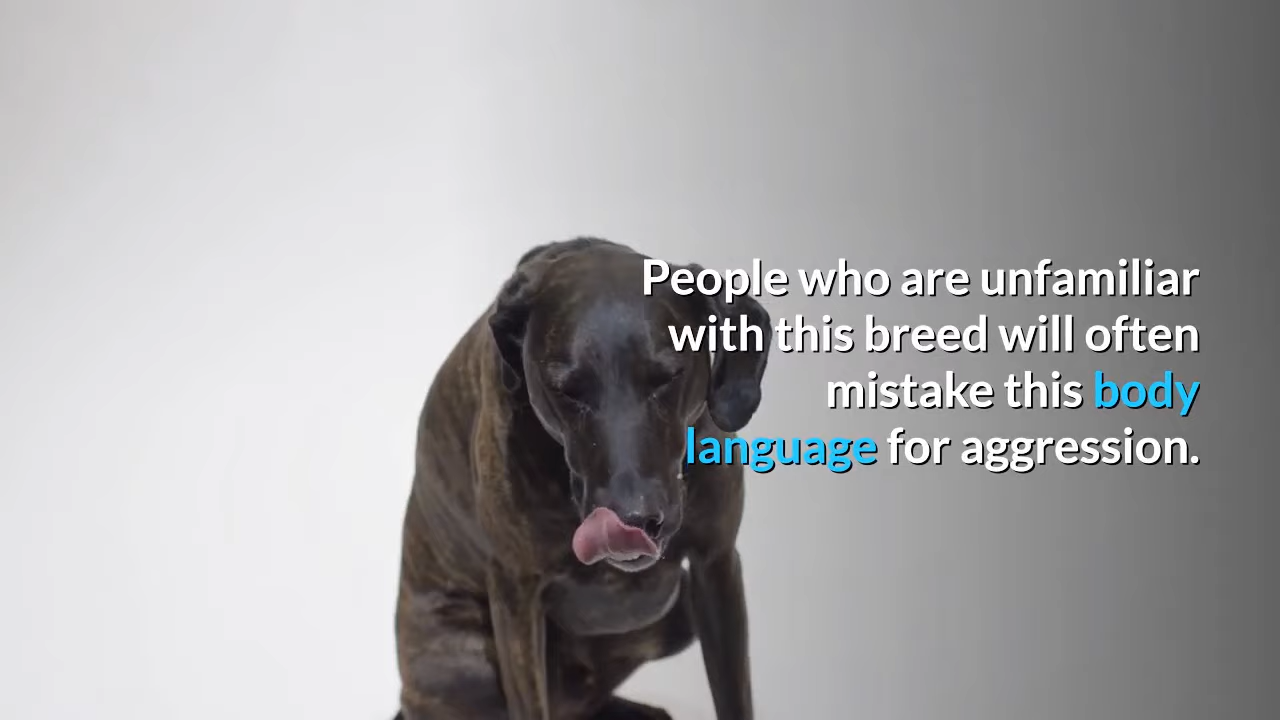 People who are unfamiliar
with this breed will often
mistake this body
language for aggression.